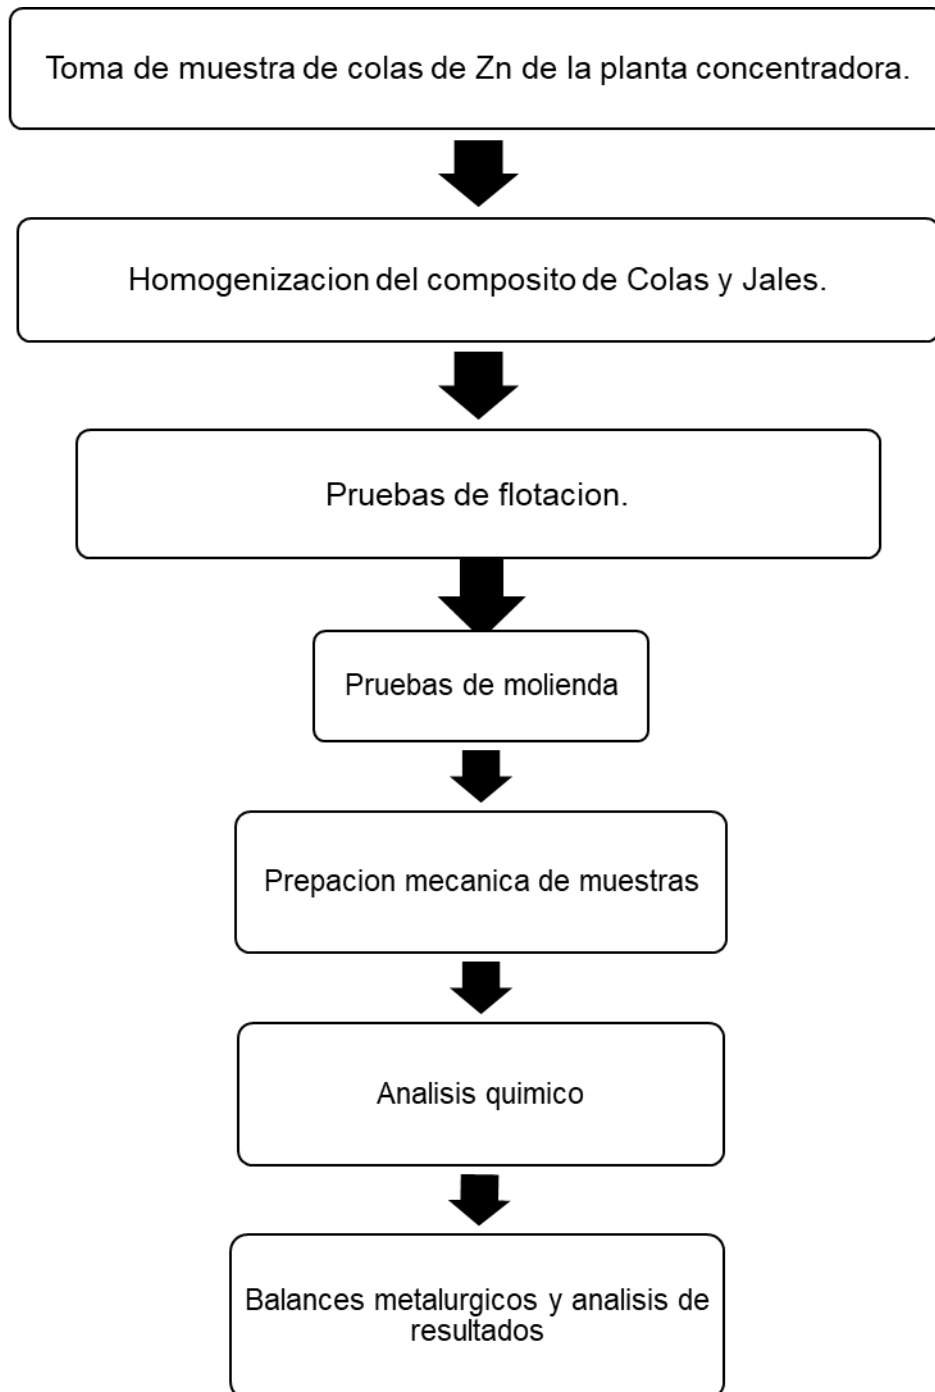 Toma de muestra de colas de Zn de la planta concentradora.
Homogenizacion del composito de Colas y Jales.
Pruebas de flotacion.
Pruebas de molienda
Prepacion mecanica de muestras
Analisis quimico
Balances metalurgicos y analisis de
resultados